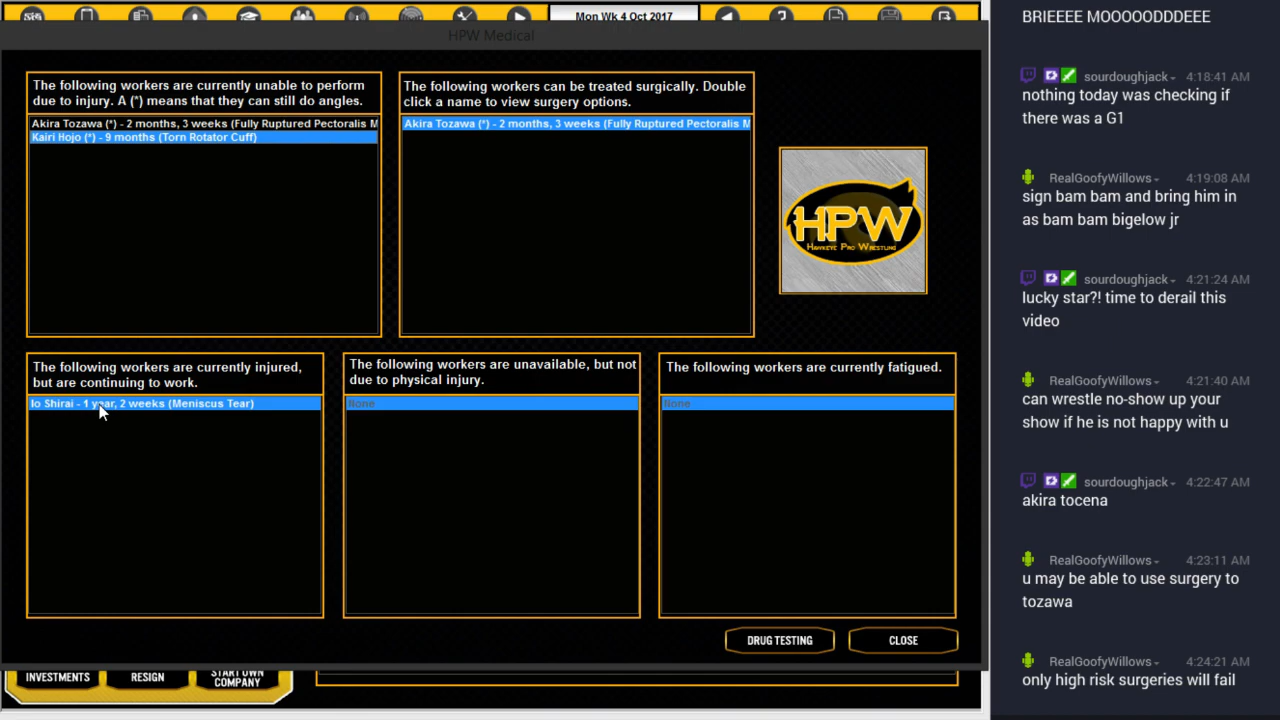 Mon Wk 4 Oct 2017
HPW Medical
The following workers are currently unable to perform
due to injury. A (*) means that they can still do angles.
Akira Tozawa (*) - 2 months, 3 weeks (Fully Ruptured Pectoralis M
Kairi Hojo (*) - 9 months (Torn Rotator Cuff)
The following workers can be treated surgically. Double
click a name to view surgery options.
Akira Tozawa (*) - 2 months, 3 weeks (Fully Ruptured Pectoralis M
HPW
HAWKEYE PRO WRESTLING
The following workers are currently injured,
but are continuing to work.
Io Shirai - 1 year, 2 weeks (Meniscus Tear)
The following workers are unavailable, but not
due to physical injury.
None
The following workers are currently fatigued.
None
DRUG TESTING
CLOSE
INVESTMENTS
RESIGN
START OWN
COMPANY
BRIEEEE MOOOOODDDEEE
sourdoughjack 4:18:41 AM
nothing today was checking if
there was a G1
RealGoofyWillows 4:19:08 AM
sign bam bam and bring him in
as bam bam bigelow jr
sourdoughjack 4:21:24 AM
lucky star?! time to derail this
video
RealGoofyWillows 4:21:40 AM
can wrestle no-show up your
show if he is not happy with u
sourdoughjack 4:22:47 AM
akira tocena
RealGoofyWillows 4:23:11 AM
u may be able to use surgery to
tozawa
RealGoofyWillows 4:24:21 AM
only high risk surgeries will fail